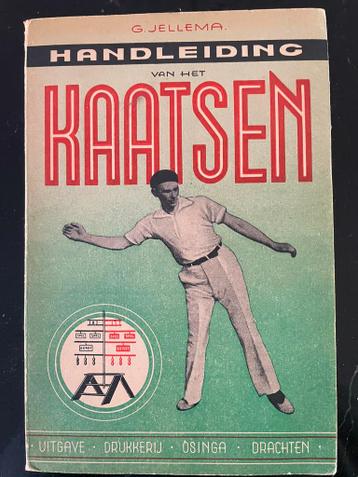 G. JELLEMA.
HANDLEIDING
VAN HET
KAATSEN
UITGAVE · DRUKKERIJ · OSINGA · DRACHTEN ·